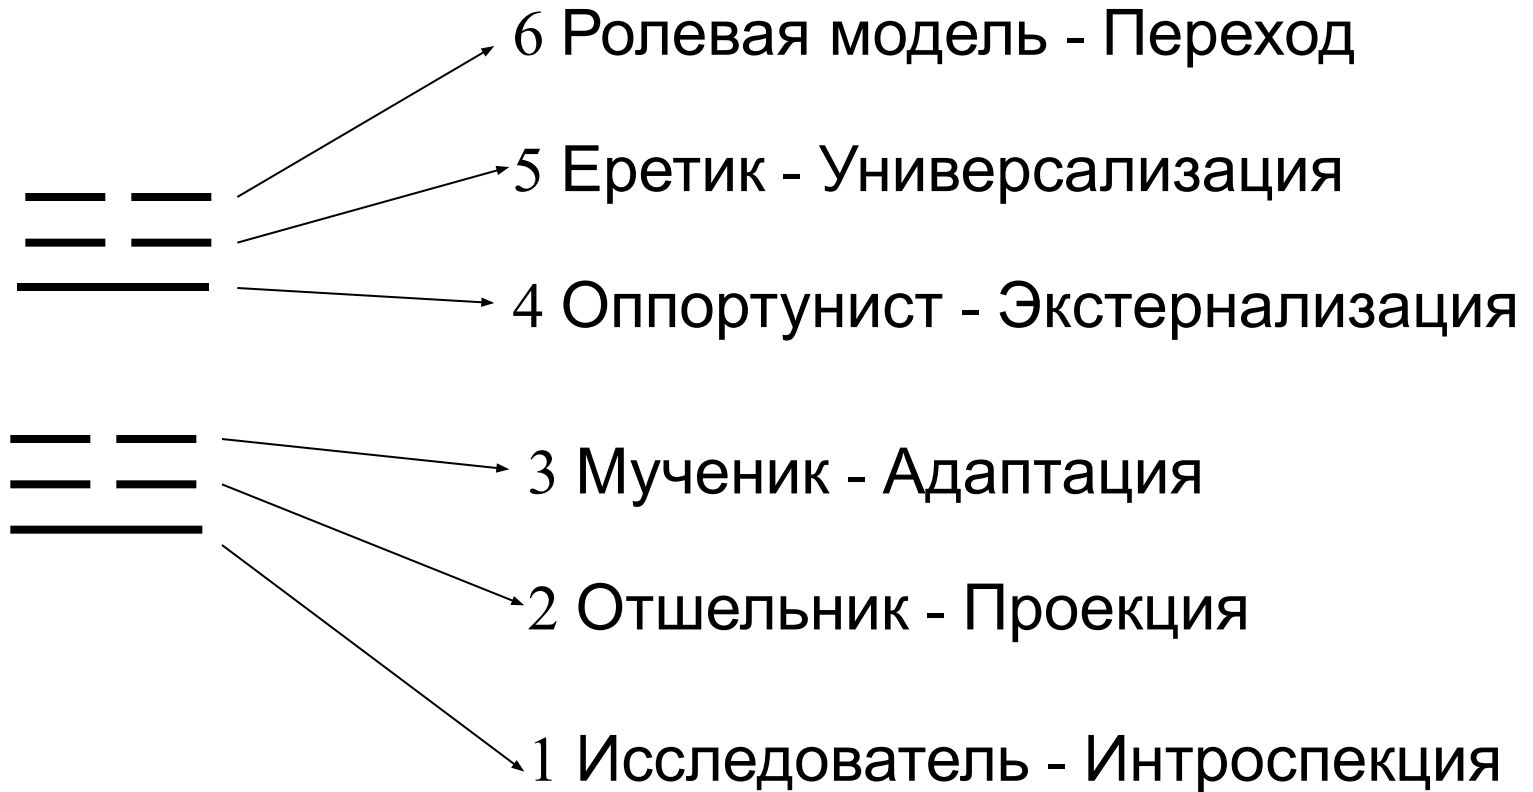 6 Ролевая модель - Переход
5 Еретик - Универсализация
4 Оппортунист - Экстернализация
3 Мученик - Адаптация
2 Отшельник - Проекция
1 Исследователь - Интроспекция